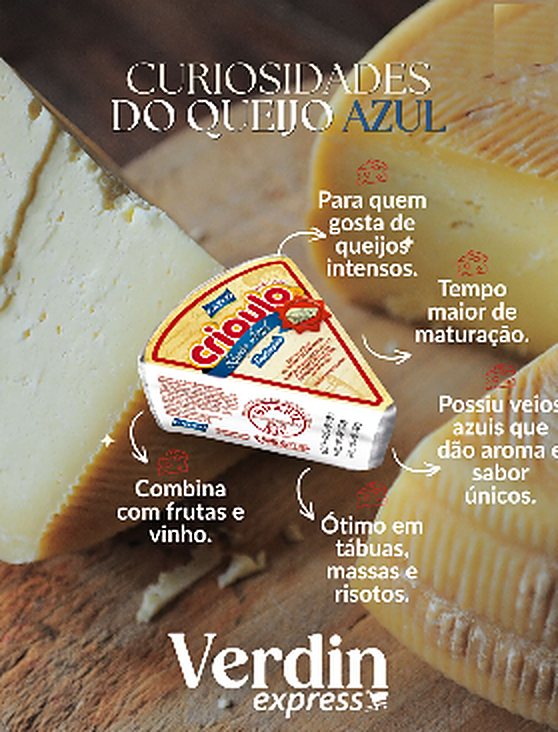 CURIOSIDADES
DO QUEIJO AZUL
Para quem
gosta de
queijos
intensos.
Tempo
maior de
maturação.
Possui veios
azuis que
dão aroma e
sabor
únicos.
crioulo
Combina
com frutas e
vinho.
Ótimo em
tábuas,
massas e
risotos.
Verdin
express